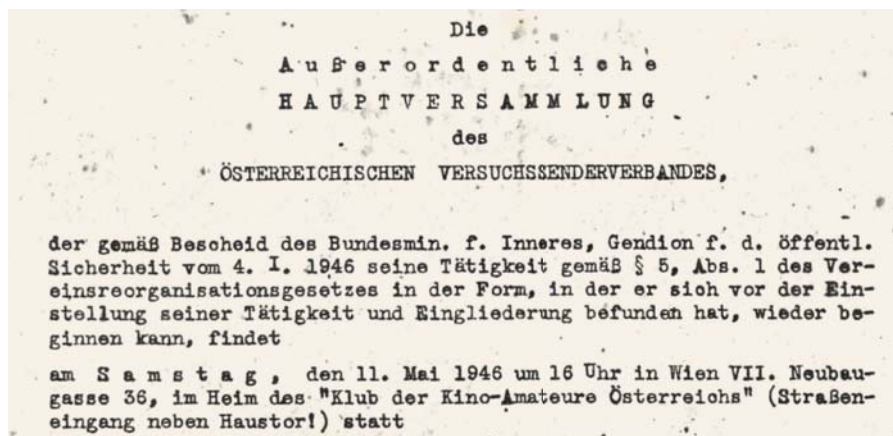 Die
A u ß e r o r d e n t l i c h e
H A U P T V E R S A M M L U N G
des
ÖSTERREICHISCHEN VERSUCHSSENDERVERBANDES,
der gemäß Bescheid des Bundesmin. f. Inneres, Gendion f. d. öffentl.
Sicherheit vom 4. I. 1946 seine Tätigkeit gemäß § 5, Abs. 1 des Ver-
einsreorganisationsgesetzes in der Form, in der er sich vor der Ein-
stellung seiner Tätigkeit und Eingliederung befunden hat, wieder be-
ginnen kann, findet
am S a m s t a g , den 11. Mai 1946 um 16 Uhr in Wien VII. Neubau-
gasse 36, im Heim des "Klub der Kino-Amateure Österreichs" (Straßen-
eingang neben Haustor!) statt